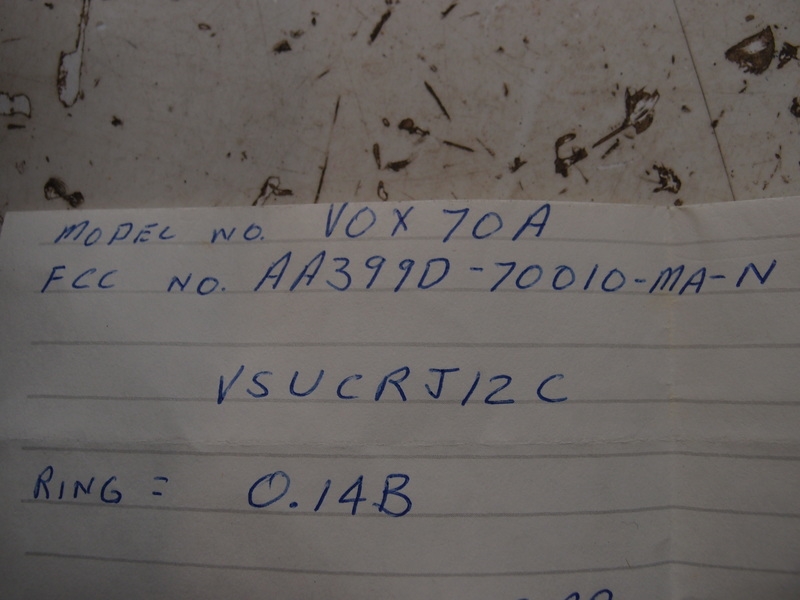 MODEL NO. VOX 70A
FCC NO. AA399D-70010-MA-N
VSUCRJ12C
RING = 0.14B